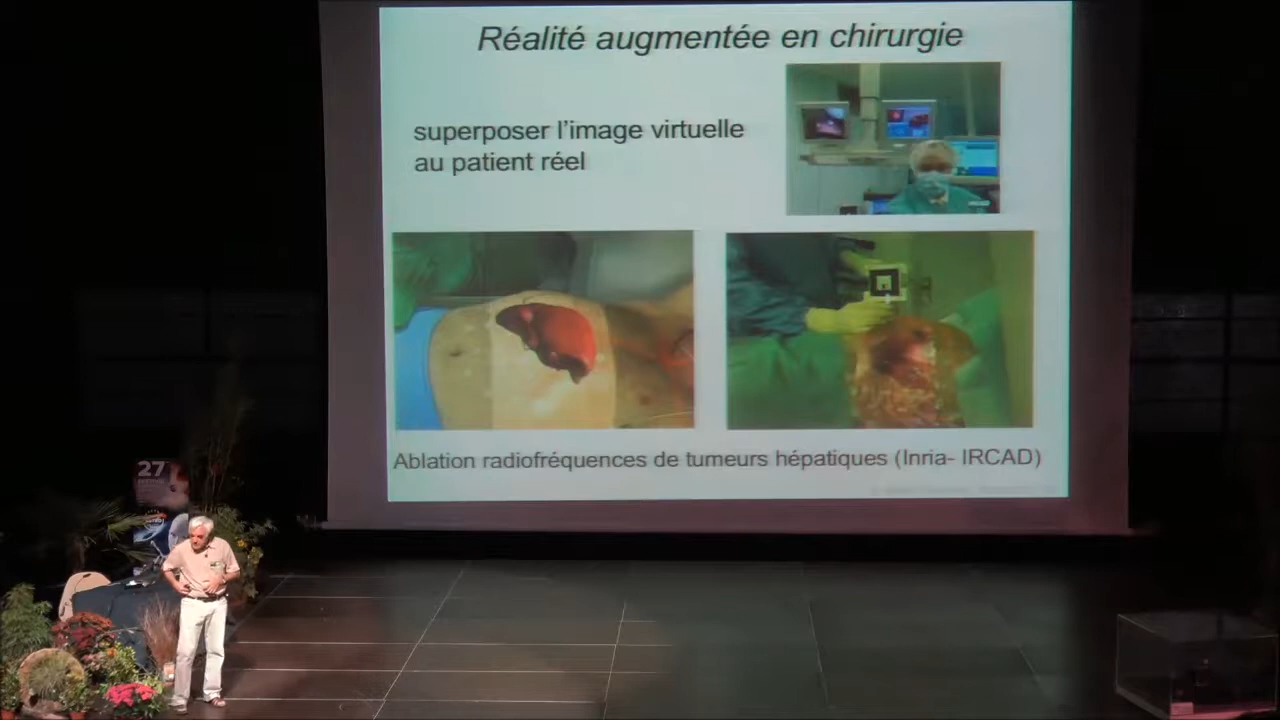 Réalité augmentée en chirurgie
superposer l'image virtuelle
au patient réel
Ablation radiofréquences de tumeurs hépatiques (Inria- IRCAD)
27